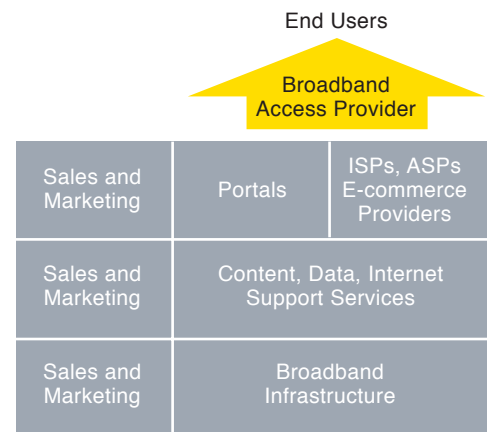 End Users
Broadband
Access Provider
Sales and
Marketing
Portals
ISPs, ASPs
E-commerce
Providers
Sales and
Marketing
Content, Data, Internet
Support Services
Sales and
Marketing
Broadband
Infrastructure